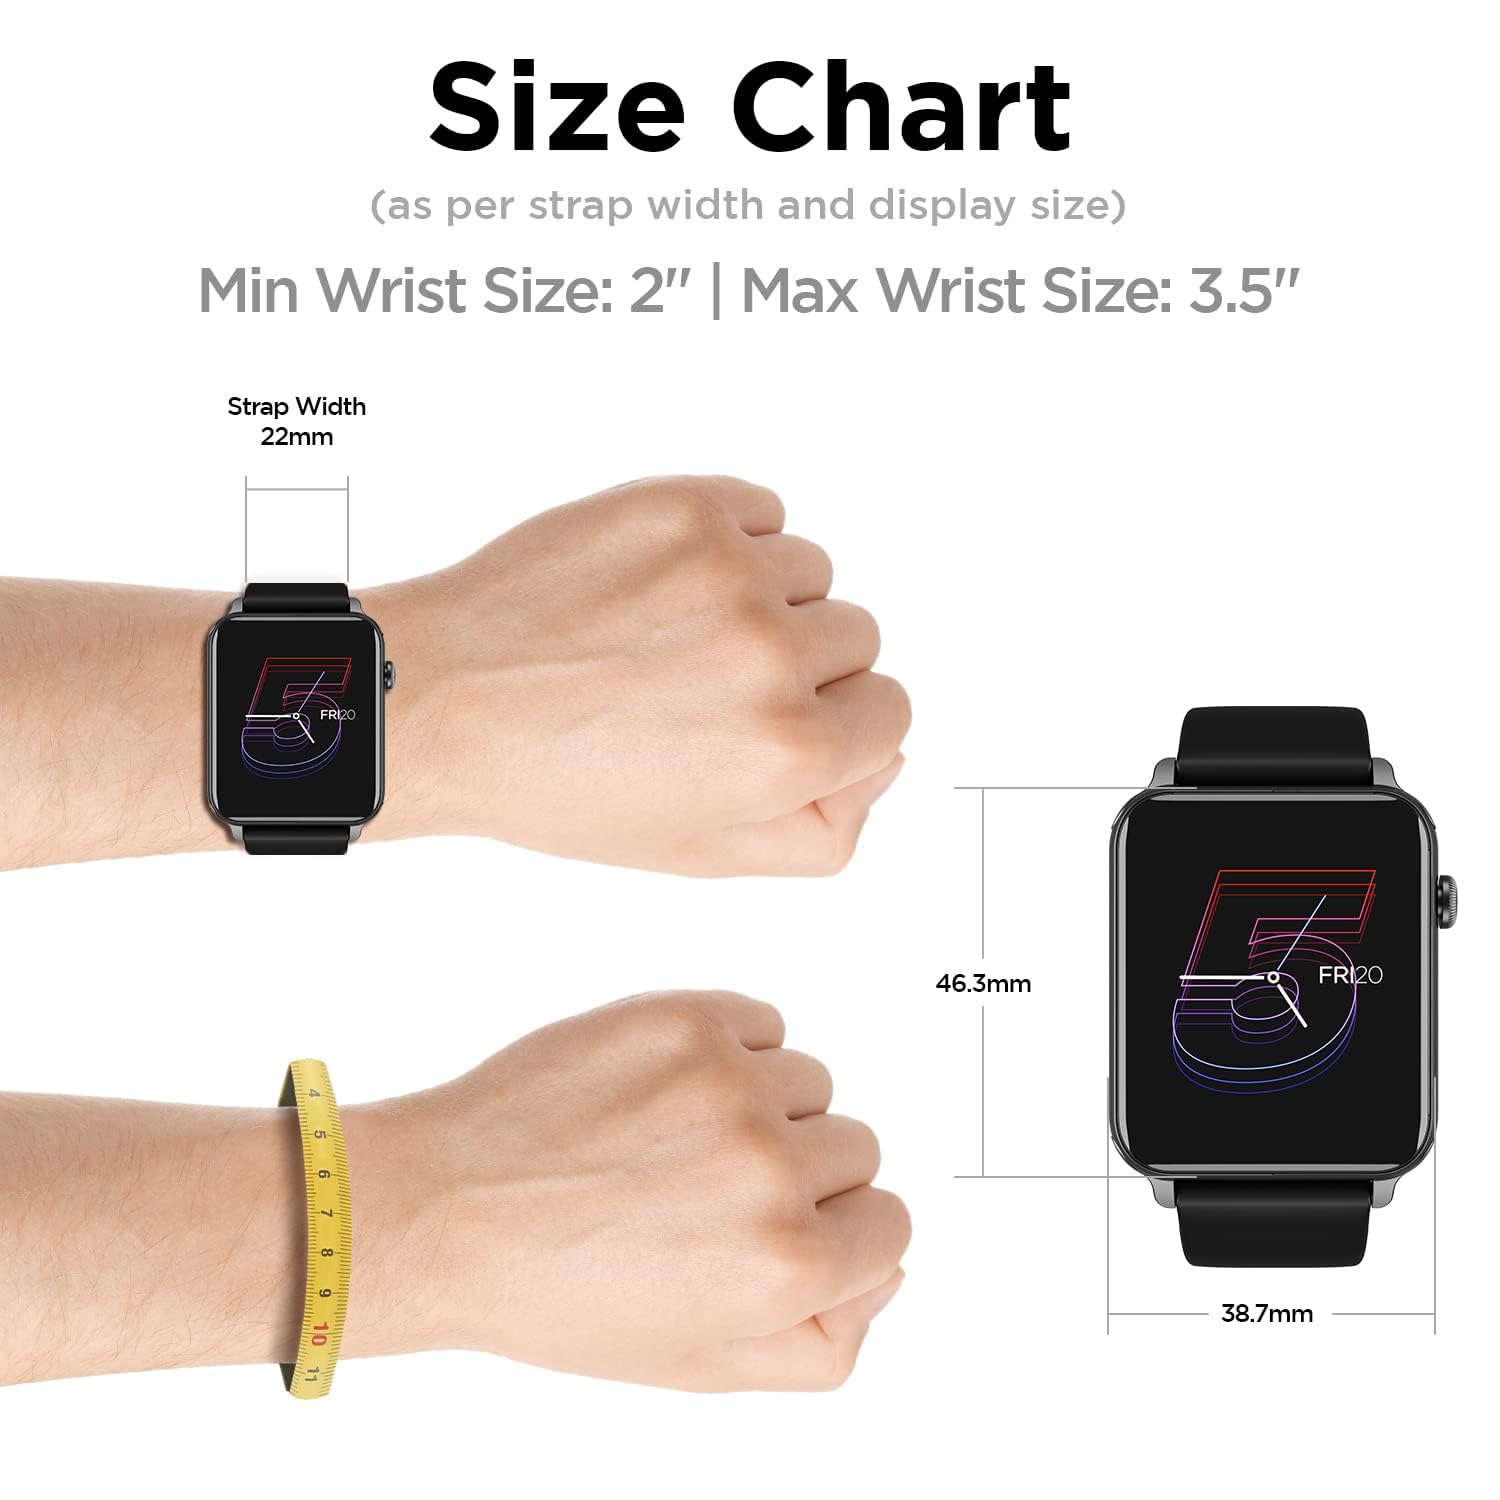 Size Chart
(as per strap width and display size)
Min Wrist Size: 2" | Max Wrist Size: 3.5"
Strap Width
22mm
FRI20
46.3mm
FRI20
38.7mm
4
5
6
7
8
9
10
11